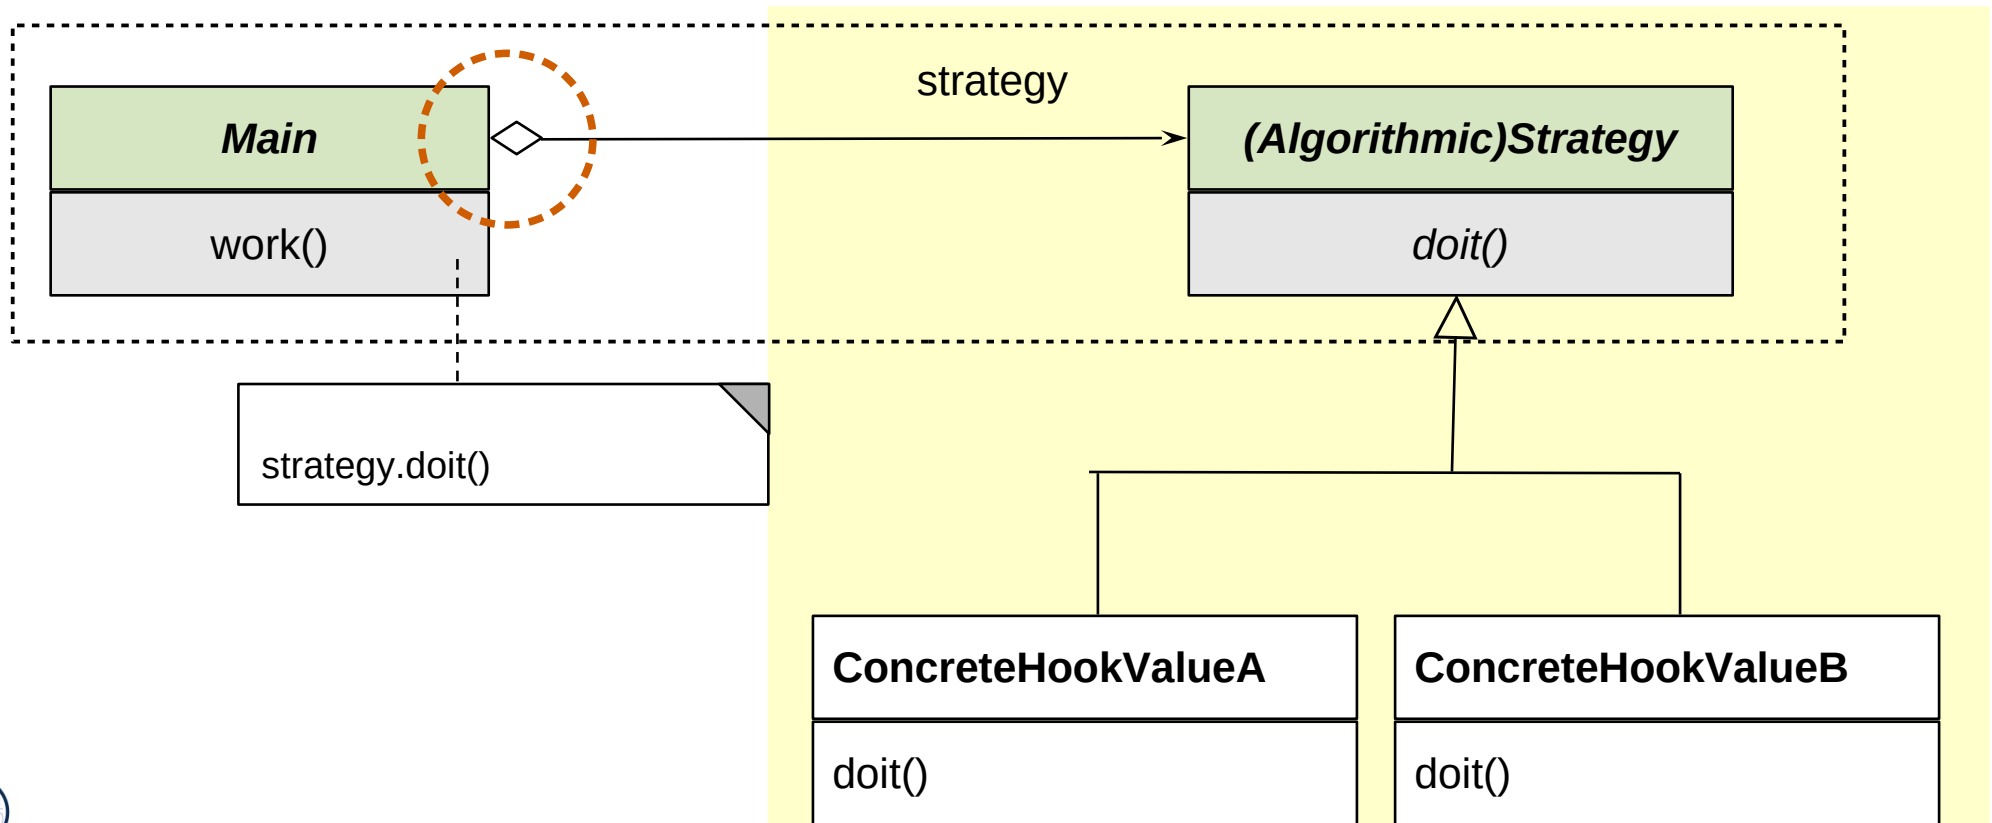 strategy
Main
(Algorithmic)Strategy
work()
doit()
strategy.doit()
ConcreteHookValueA
ConcreteHookValueB
doit()
doit()